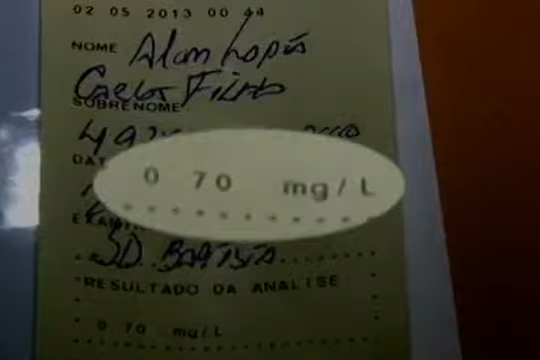 02 05 2013 00 44
NOME Alan Lopes
Carlos Filho
SOBRENOME
0 70 mg/L
SD. BATISTA
RESULTADO DA ANALISE
0 70 mg/L